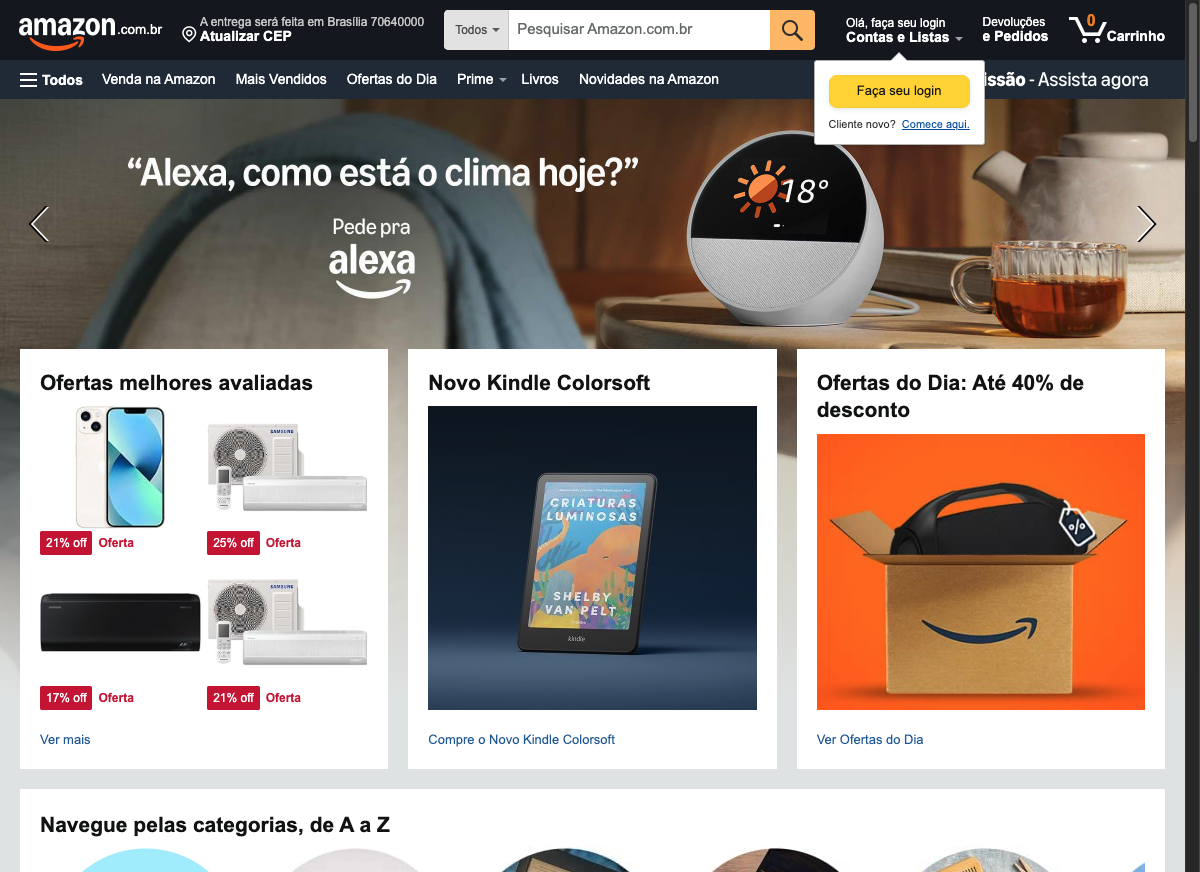 amazon.com.br
A entrega será feita em Brasília 70640000
Atualizar CEP
Todos
Pesquisar Amazon.com.br
Olá, faça seu login
Contas e Listas
Devoluções
e Pedidos
0
Carrinho
Todos
Venda na Amazon
Mais Vendidos
Ofertas do Dia
Prime
Livros
Novidades na Amazon
issão - Assista agora
Faça seu login
Cliente novo? Comece aqui.
“Alexa, como está o clima hoje?”
Pede pra
alexa
18°
Ofertas melhores avaliadas
SAMSUNG
21% off Oferta
25% off Oferta
SAMSUNG
17% off Oferta
21% off Oferta
Ver mais
Novo Kindle Colorsoft
CRIATURAS
LUMINOSAS
SHELBY
VAN PELT
kindle
Compre o Novo Kindle Colorsoft
Ofertas do Dia: Até 40% de
desconto
%
Ver Ofertas do Dia
Navegue pelas categorias, de A a Z